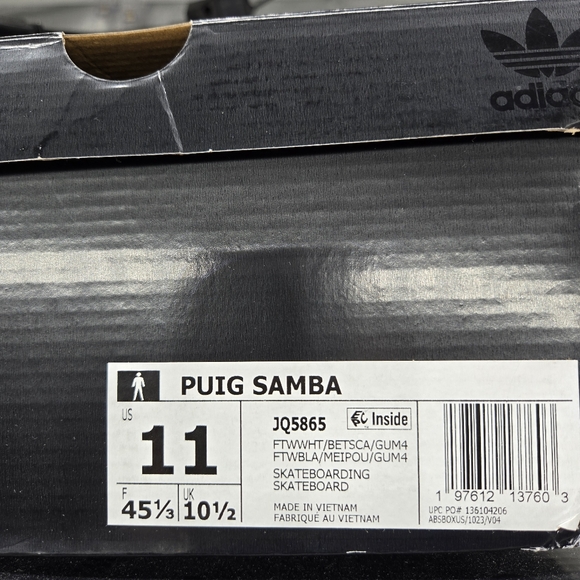 adidas
PUIG SAMBA
US
11
F
45⅓
UK
10½
JQ5865
Inside
FTWWHT/BETSCA/GUM4
FTWBLA/MEIPOU/GUM4
SKATEBOARDING
SKATEBOARD
MADE IN VIETNAM
FABRIQUÉ AU VIETNAM
1 97612 13760 3
UPC PO# 136104206
ABSBOXUS/1023/V04